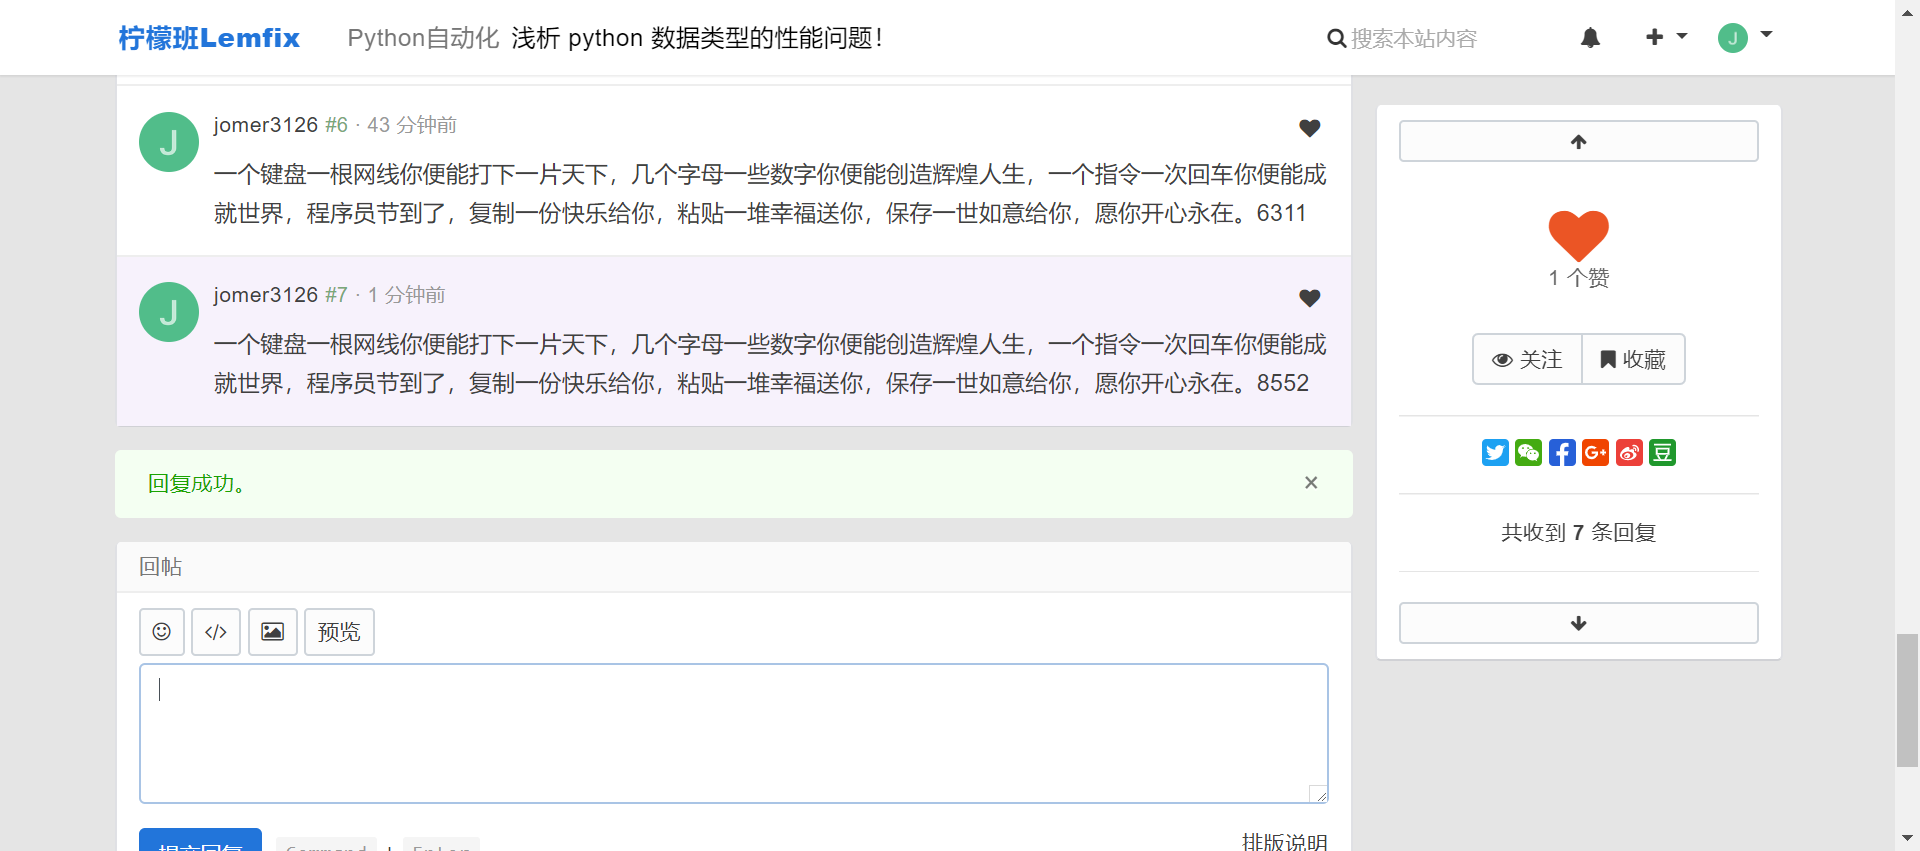 柠檬班Lemfix
Python自动化 浅析 python 数据类型的性能问题！
搜索本站内容
J
J
jomer3126 #6 · 43 分钟前
一个键盘一根网线你便能打下一片天下，几个字母一些数字你便能创造辉煌人生，一个指令一次回车你便能成
就世界，程序员节到了，复制一份快乐给你，粘贴一堆幸福送你，保存一世如意给你，愿你开心永在。6311
J
jomer3126 #7 · 1 分钟前
一个键盘一根网线你便能打下一片天下，几个字母一些数字你便能创造辉煌人生，一个指令一次回车你便能成
就世界，程序员节到了，复制一份快乐给你，粘贴一堆幸福送你，保存一世如意给你，愿你开心永在。8552
回复成功。
×
回帖
</>
预览
提交回复 Command + Enter
排版说明
1 个赞
关注
收藏
G+
豆
共收到 7 条回复